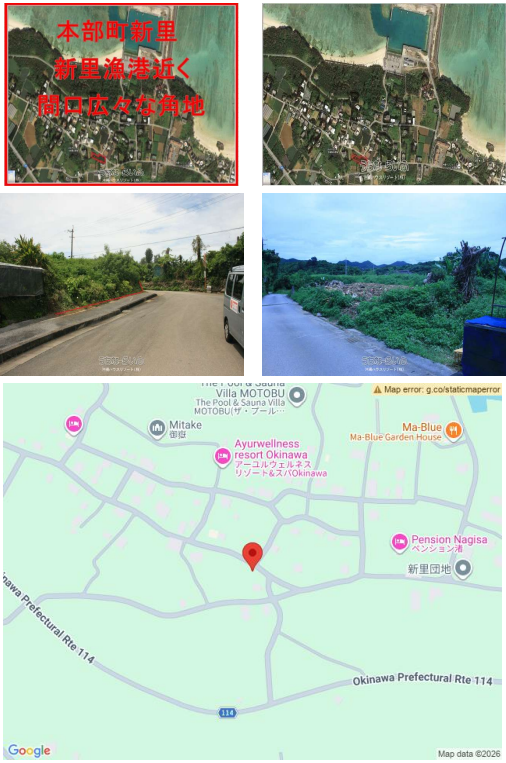 本部町新里
新里漁港近く
間口広々な角地
The Pool & Sauna
Villa MOTOBU
The Pool & Sauna Villa
MOTOBU(ザ・プール…
Map error: g.co/staticmaperror
Mitake
御嶽
Ma-Blue
Ma-Blue Garden House
Ayurwellness
resort Okinawa
アーユルウェルネス
リゾート&スパOkinawa
Pension Nagisa
ペンション渚
新里団地
nawa Prefectural Rte 114
Okinawa Prefectural Rte 114
114
Google
Map data ©2026